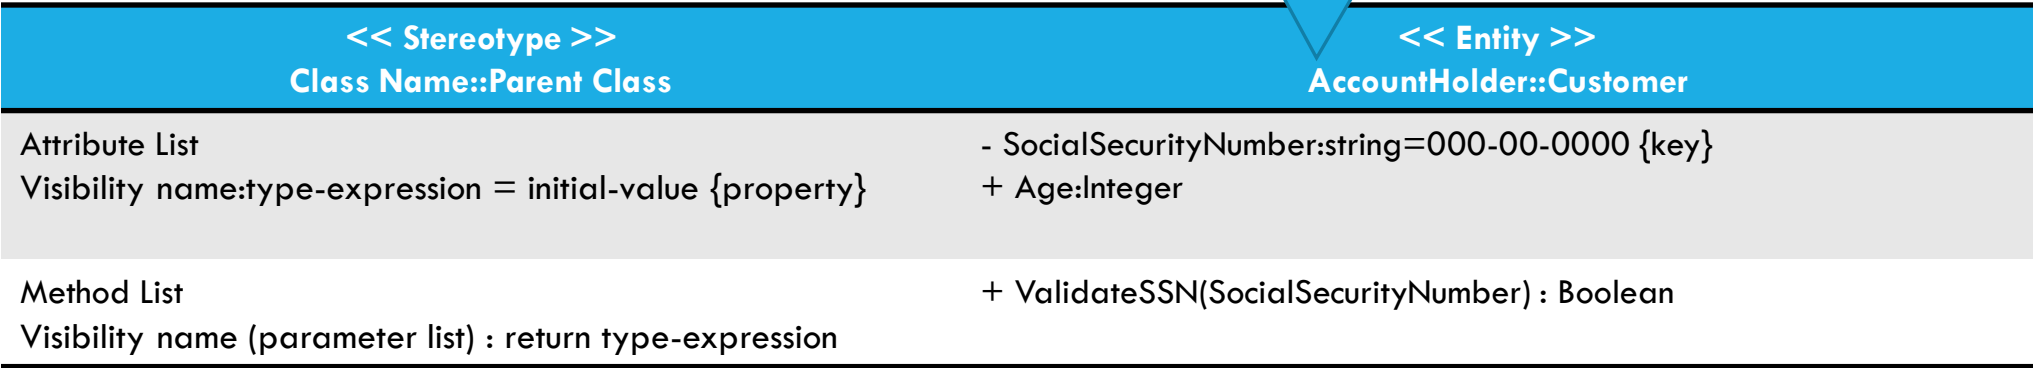 << Stereotype >>
Class Name::Parent Class
<< Entity >>
AccountHolder::Customer
Attribute List
Visibility name:type-expression = initial-value {property}
- SocialSecurityNumber:string=000-00-0000 {key}
+ Age:Integer
Method List
Visibility name (parameter list) : return type-expression
+ ValidateSSN(SocialSecurityNumber) : Boolean